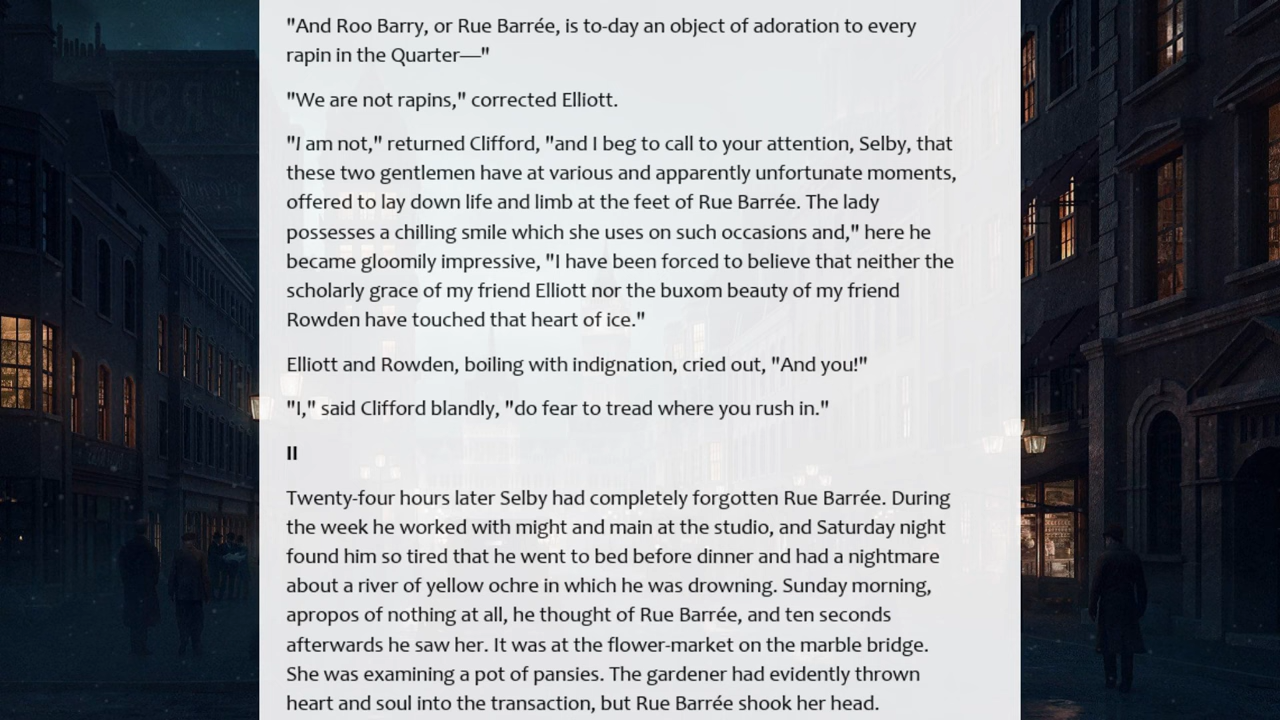 "And Roo Barry, or Rue Barrée, is to-day an object of adoration to every
rapin in the Quarter—"
"We are not rapins," corrected Elliott.
"I am not," returned Clifford, "and I beg to call to your attention, Selby, that
these two gentlemen have at various and apparently unfortunate moments,
offered to lay down life and limb at the feet of Rue Barrée. The lady
possesses a chilling smile which she uses on such occasions and," here he
became gloomily impressive, "I have been forced to believe that neither the
scholarly grace of my friend Elliott nor the buxom beauty of my friend
Rowden have touched that heart of ice."
Elliott and Rowden, boiling with indignation, cried out, "And you!"
"I," said Clifford blandly, "do fear to tread where you rush in."
II
Twenty-four hours later Selby had completely forgotten Rue Barrée. During
the week he worked with might and main at the studio, and Saturday night
found him so tired that he went to bed before dinner and had a nightmare
about a river of yellow ochre in which he was drowning. Sunday morning,
apropos of nothing at all, he thought of Rue Barrée, and ten seconds
afterwards he saw her. It was at the flower-market on the marble bridge.
She was examining a pot of pansies. The gardener had evidently thrown
heart and soul into the transaction, but Rue Barrée shook her head.